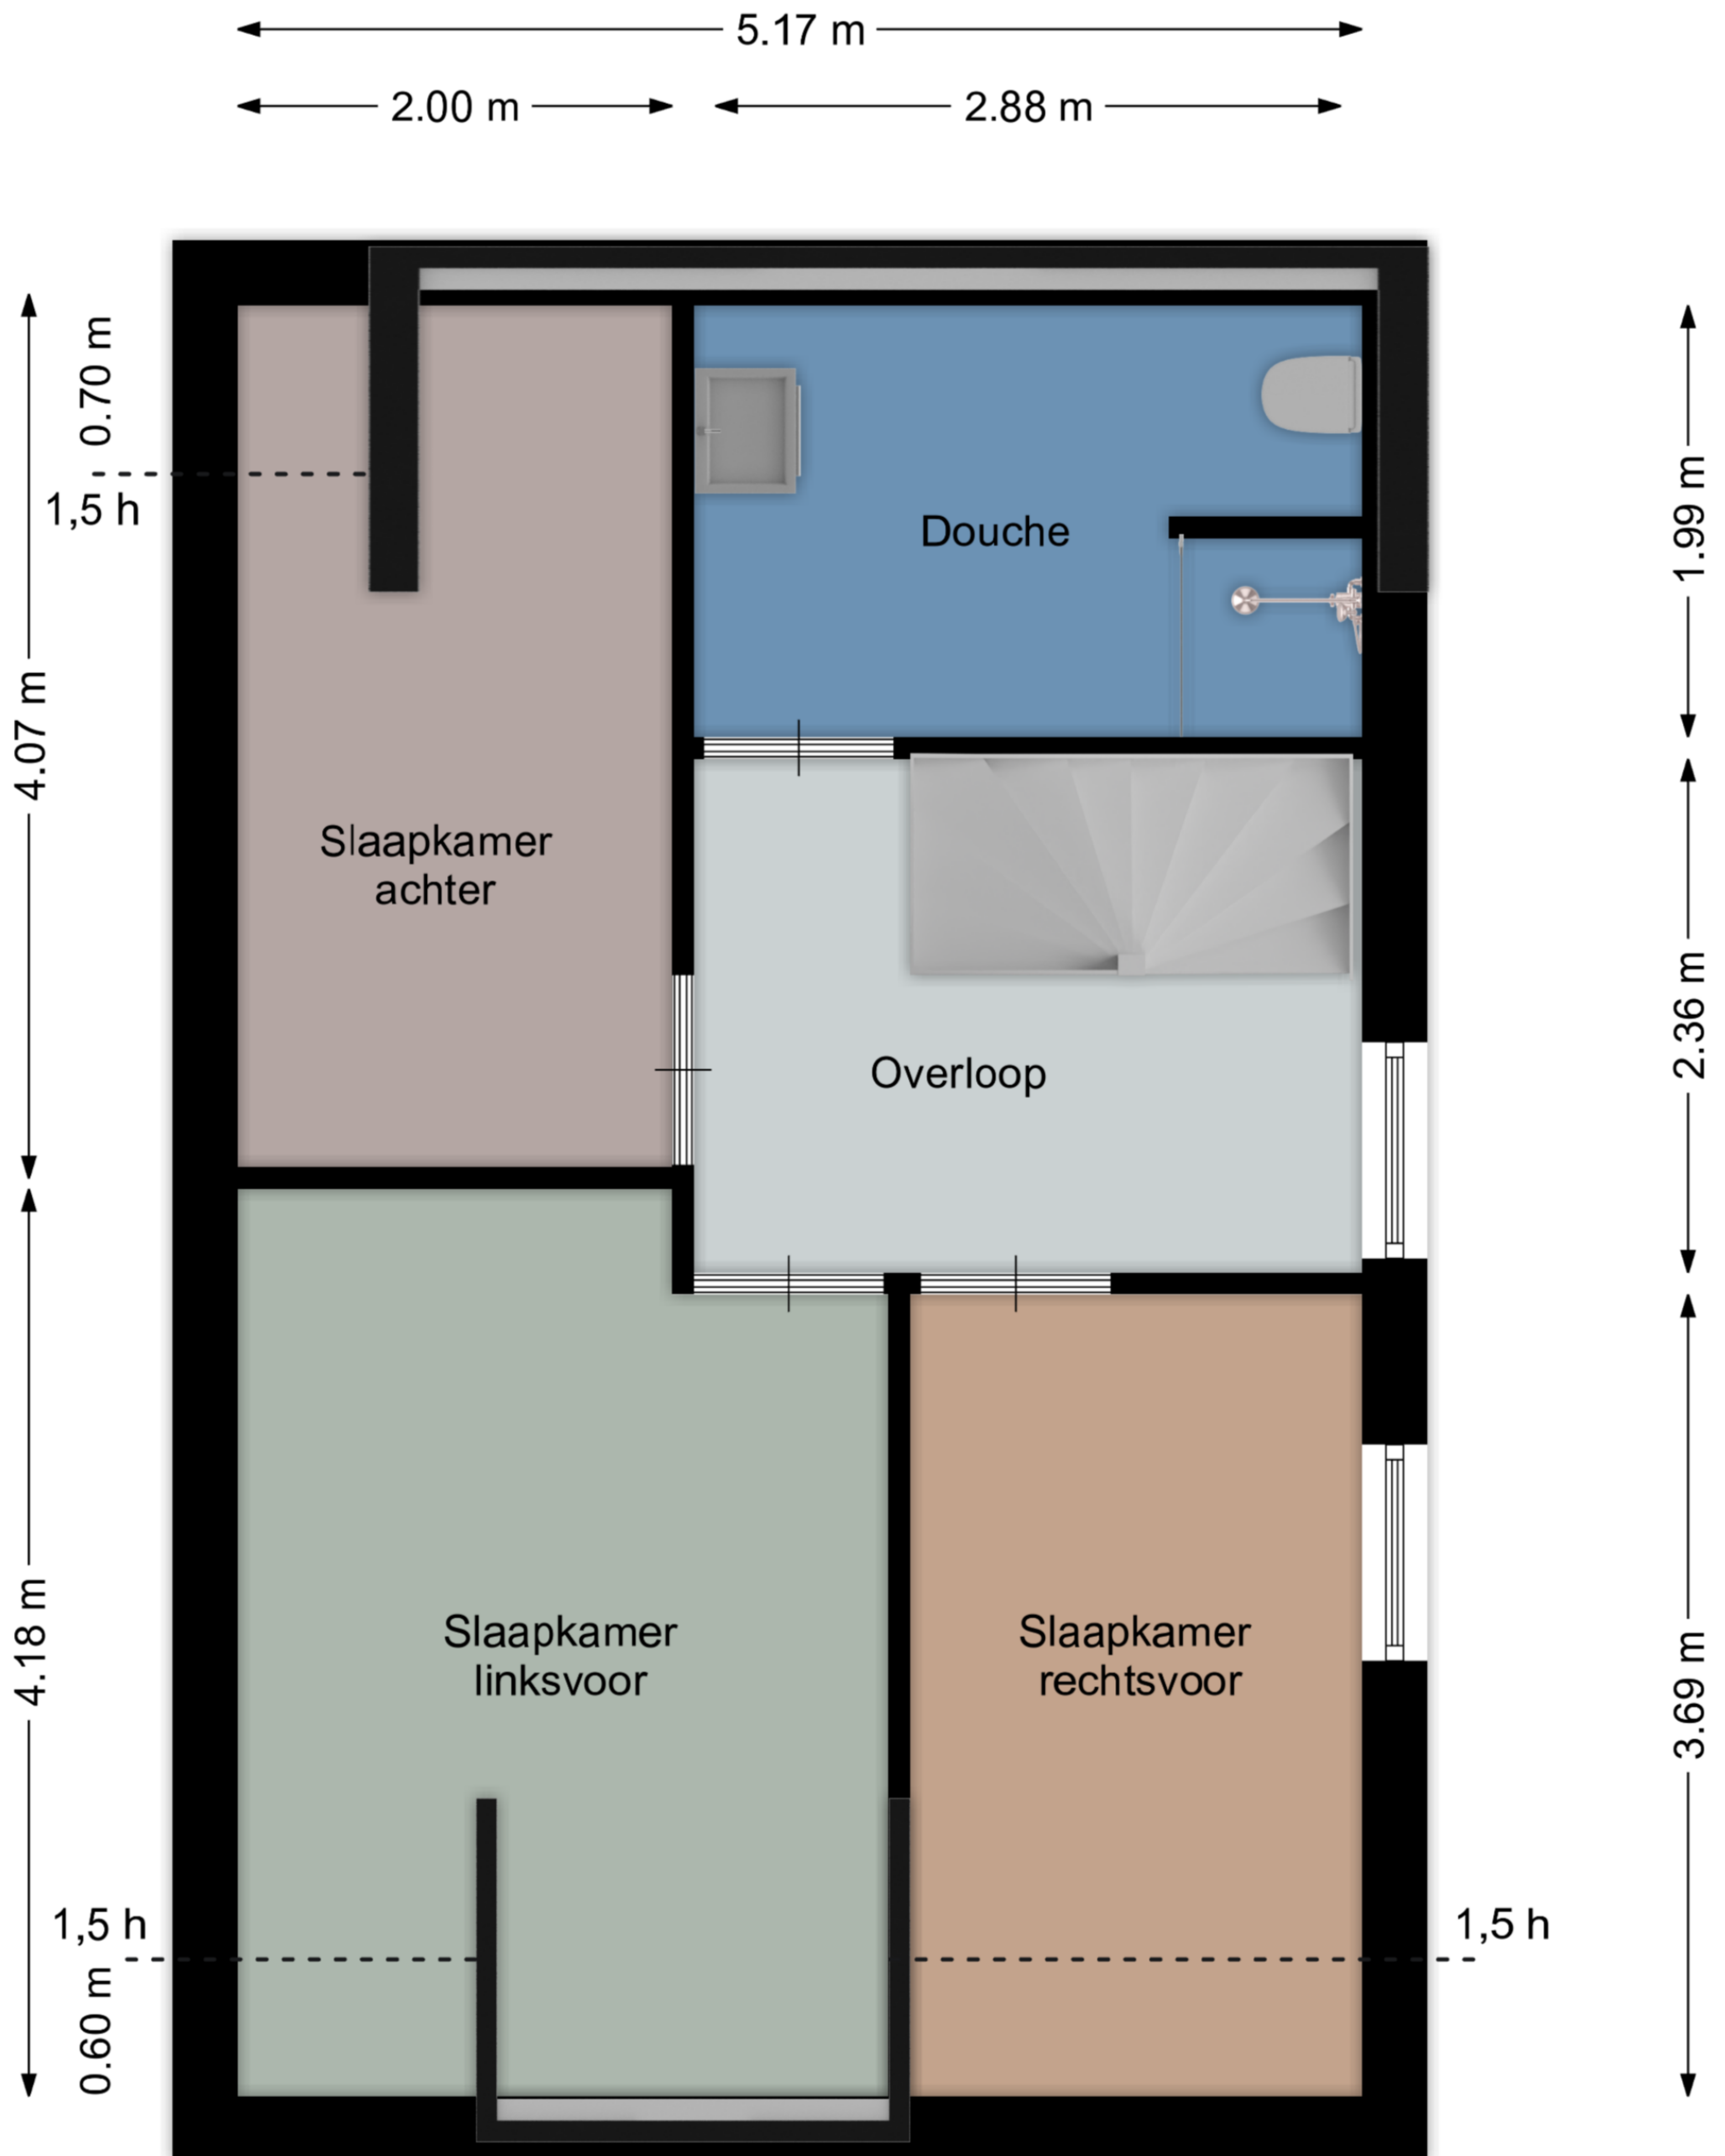 5.17 m
2.00 m
2.88 m
0.70 m
1,5 h
4.07 m
1.99 m
Douche
Slaapkamer
achter
Overloop
2.36 m
4.18 m
Slaapkamer
linksvoor
Slaapkamer
rechtsvoor
3.69 m
1,5 h
1,5 h
0.60 m